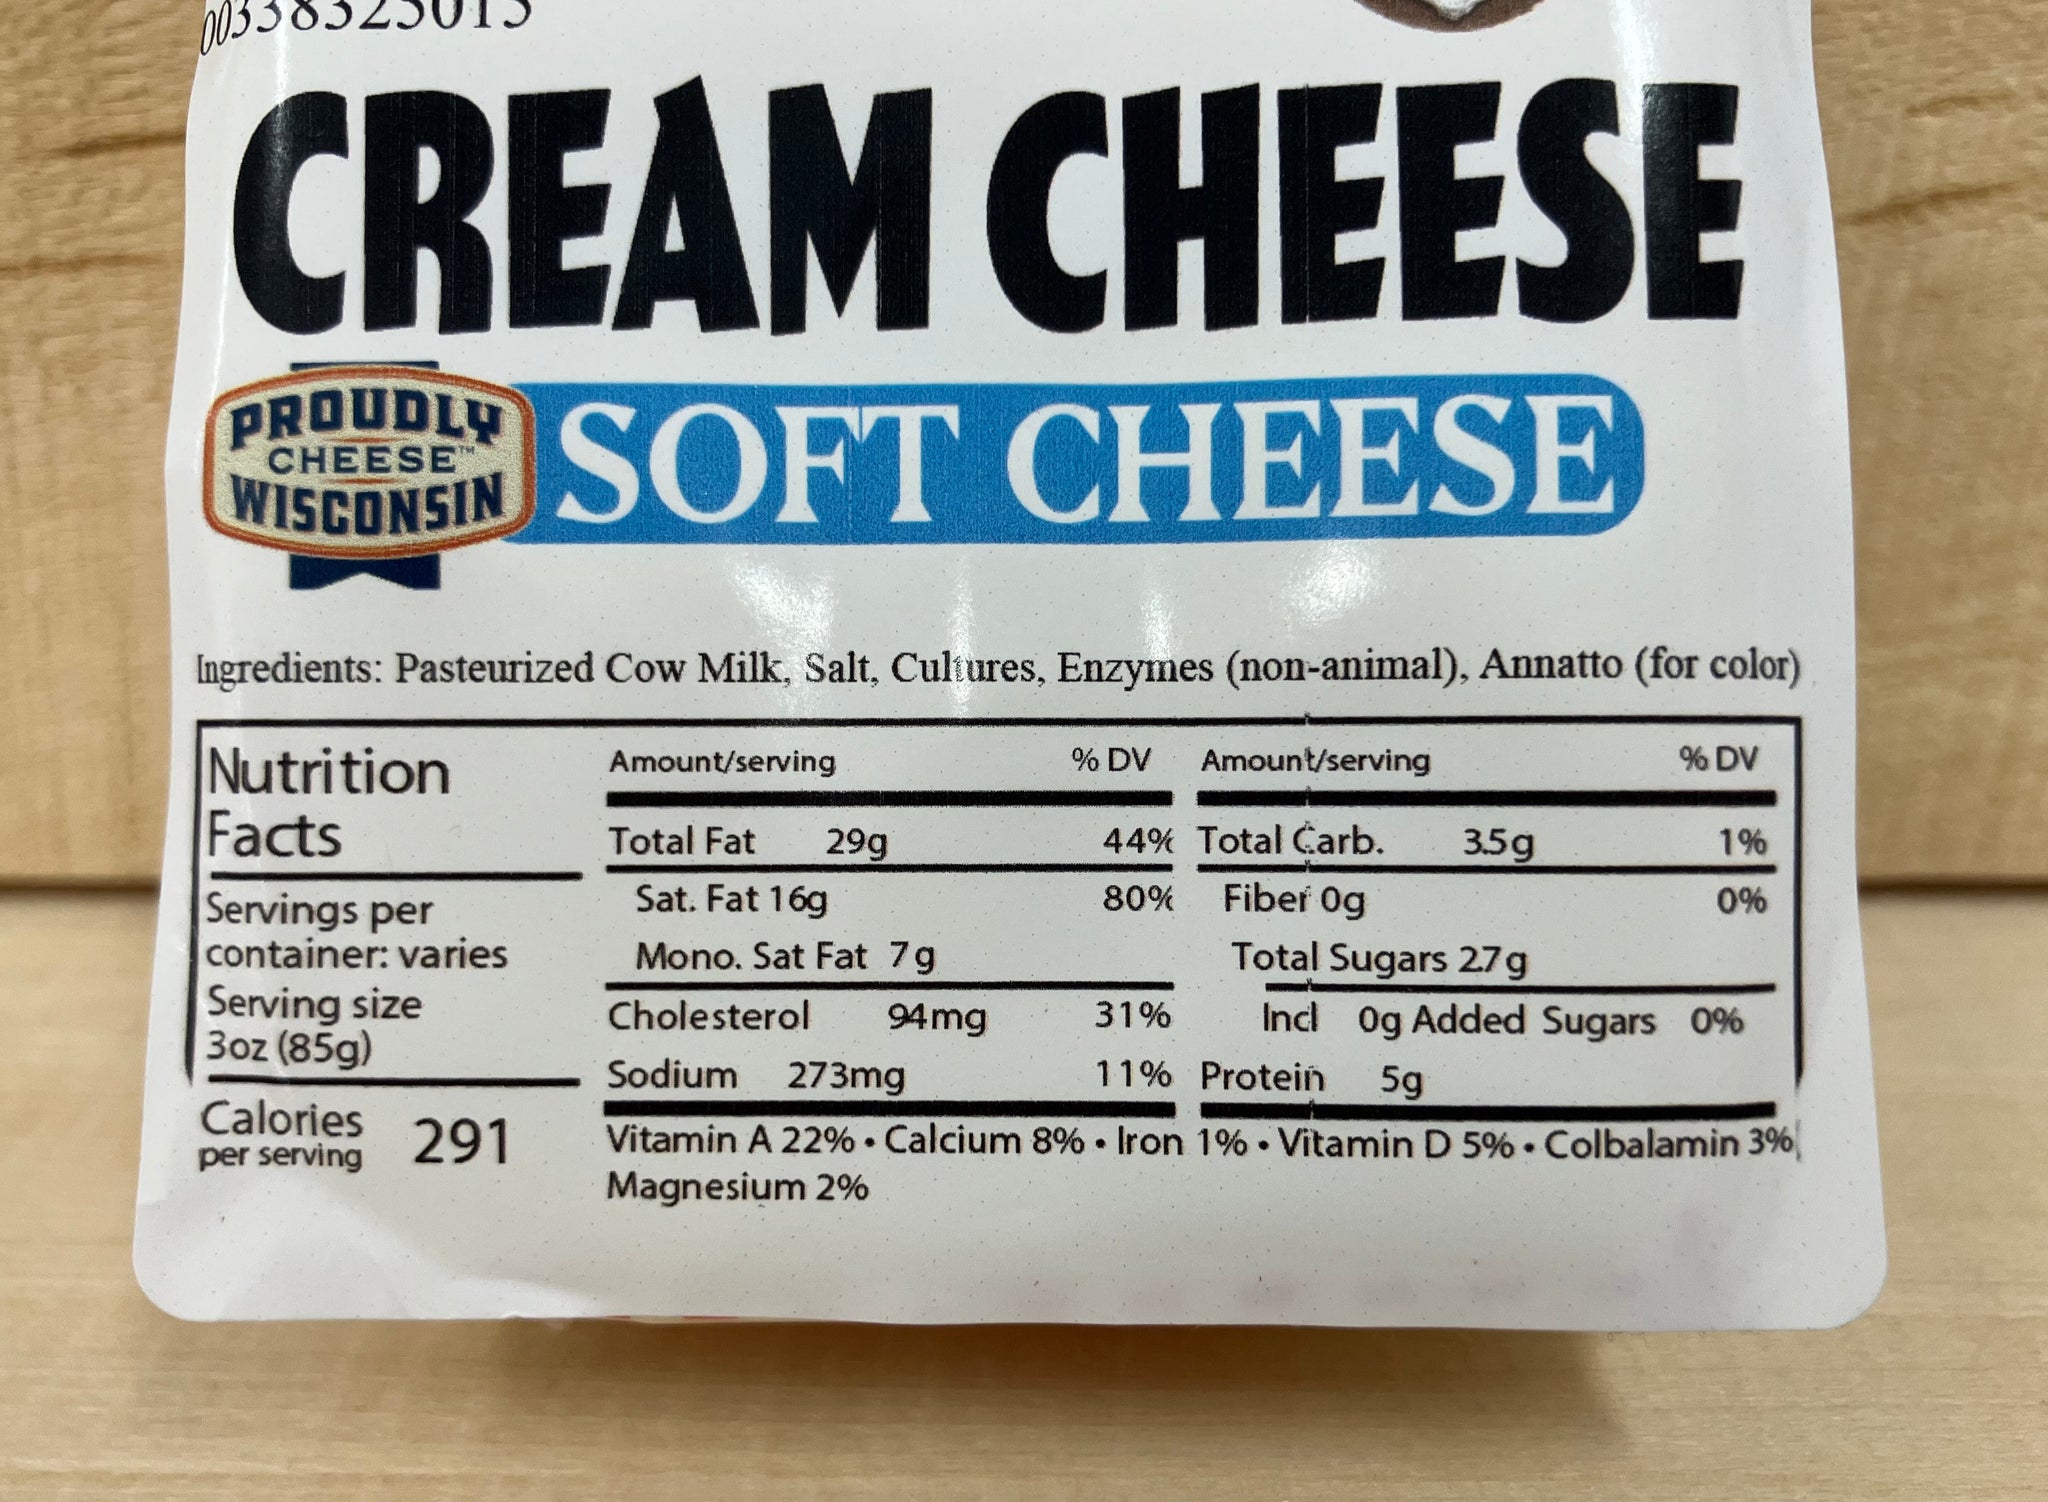 00338325015
CREAM CHEESE
PROUDLY
CHEESE™
WISCONSIN
SOFT CHEESE
Ingredients: Pasteurized Cow Milk, Salt, Cultures, Enzymes (non-animal), Annatto (for color)
Nutrition
Facts
Servings per
container: varies
Serving size
3oz (85g)
Calories
per serving 291
Amount/serving % DV
Total Fat 29g 44%
Sat. Fat 16g 80%
Mono. Sat Fat 7g
Cholesterol 94mg 31%
Sodium 273mg 11%
Amount/serving % DV
Total Carb. 3.5g 1%
Fiber 0g 0%
Total Sugars 2.7g
Incl 0g Added Sugars 0%
Protein 5g
Vitamin A 22% • Calcium 8% • Iron 1% • Vitamin D 5% • Colbalamin 3%
Magnesium 2%